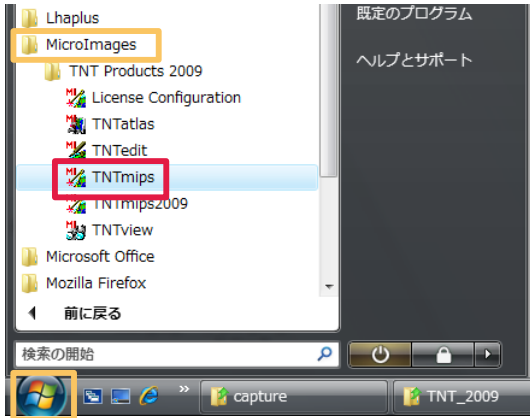 Lhaplus
MicroImages
TNT Products 2009
License Configuration
TNTatlas
TNTedit
TNTmips
TNTmips2009
TNTview
Microsoft Office
Mozilla Firefox
前に戻る
検索の開始
既定のプログラム
ヘルプとサポート
capture
TNT_2009